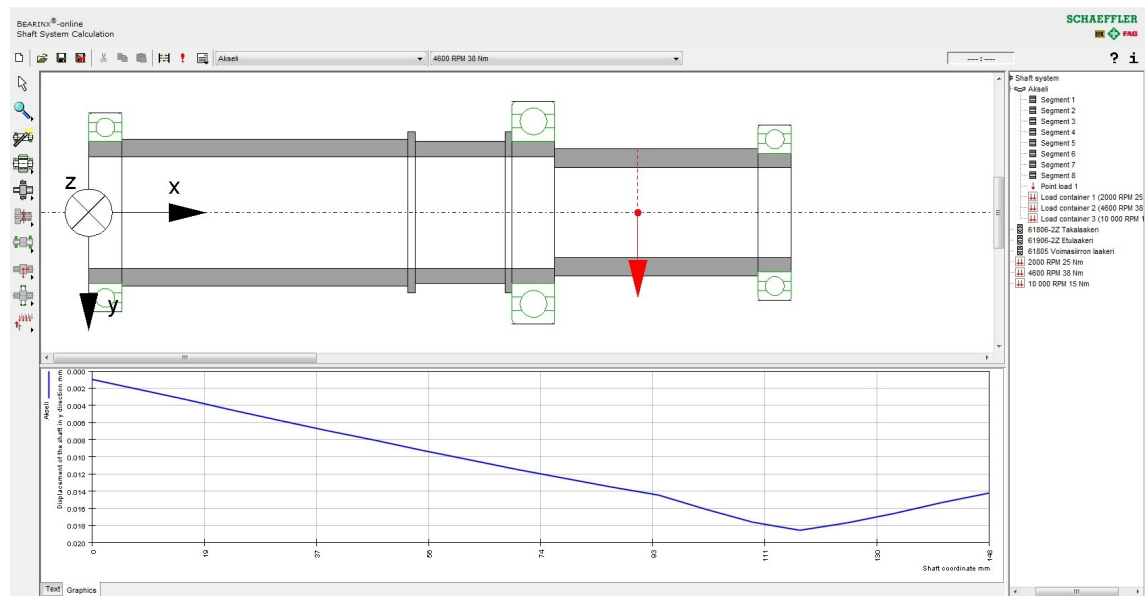 BEARINX®-online
Shaft System Calculation
SCHAEFFLER
INA FAG
Akseli
4600 RPM 38 Nm
----:----
? i
Z
x
y
Shaft system
Akseli
Segment 1
Segment 2
Segment 3
Segment 4
Segment 5
Segment 6
Segment 7
Segment 8
Point load 1
Load container 1 (2000 RPM 25
Load container 2 (4600 RPM 38
Load container 3 (10 000 RPM 1
61806-2Z Takalaakeri
61906-2Z Etulaakeri
61805 Voimasiirron laakeri
2000 RPM 25 Nm
4600 RPM 38 Nm
10 000 RPM 15 Nm
Akseli
Displacement of the shaft in y direction mm
0.000
0.002
0.004
0.006
0.008
0.010
0.012
0.014
0.016
0.018
0.020
0 19 37 56 74 93 111 130 148
Shaft coordinate mm
Text Graphics